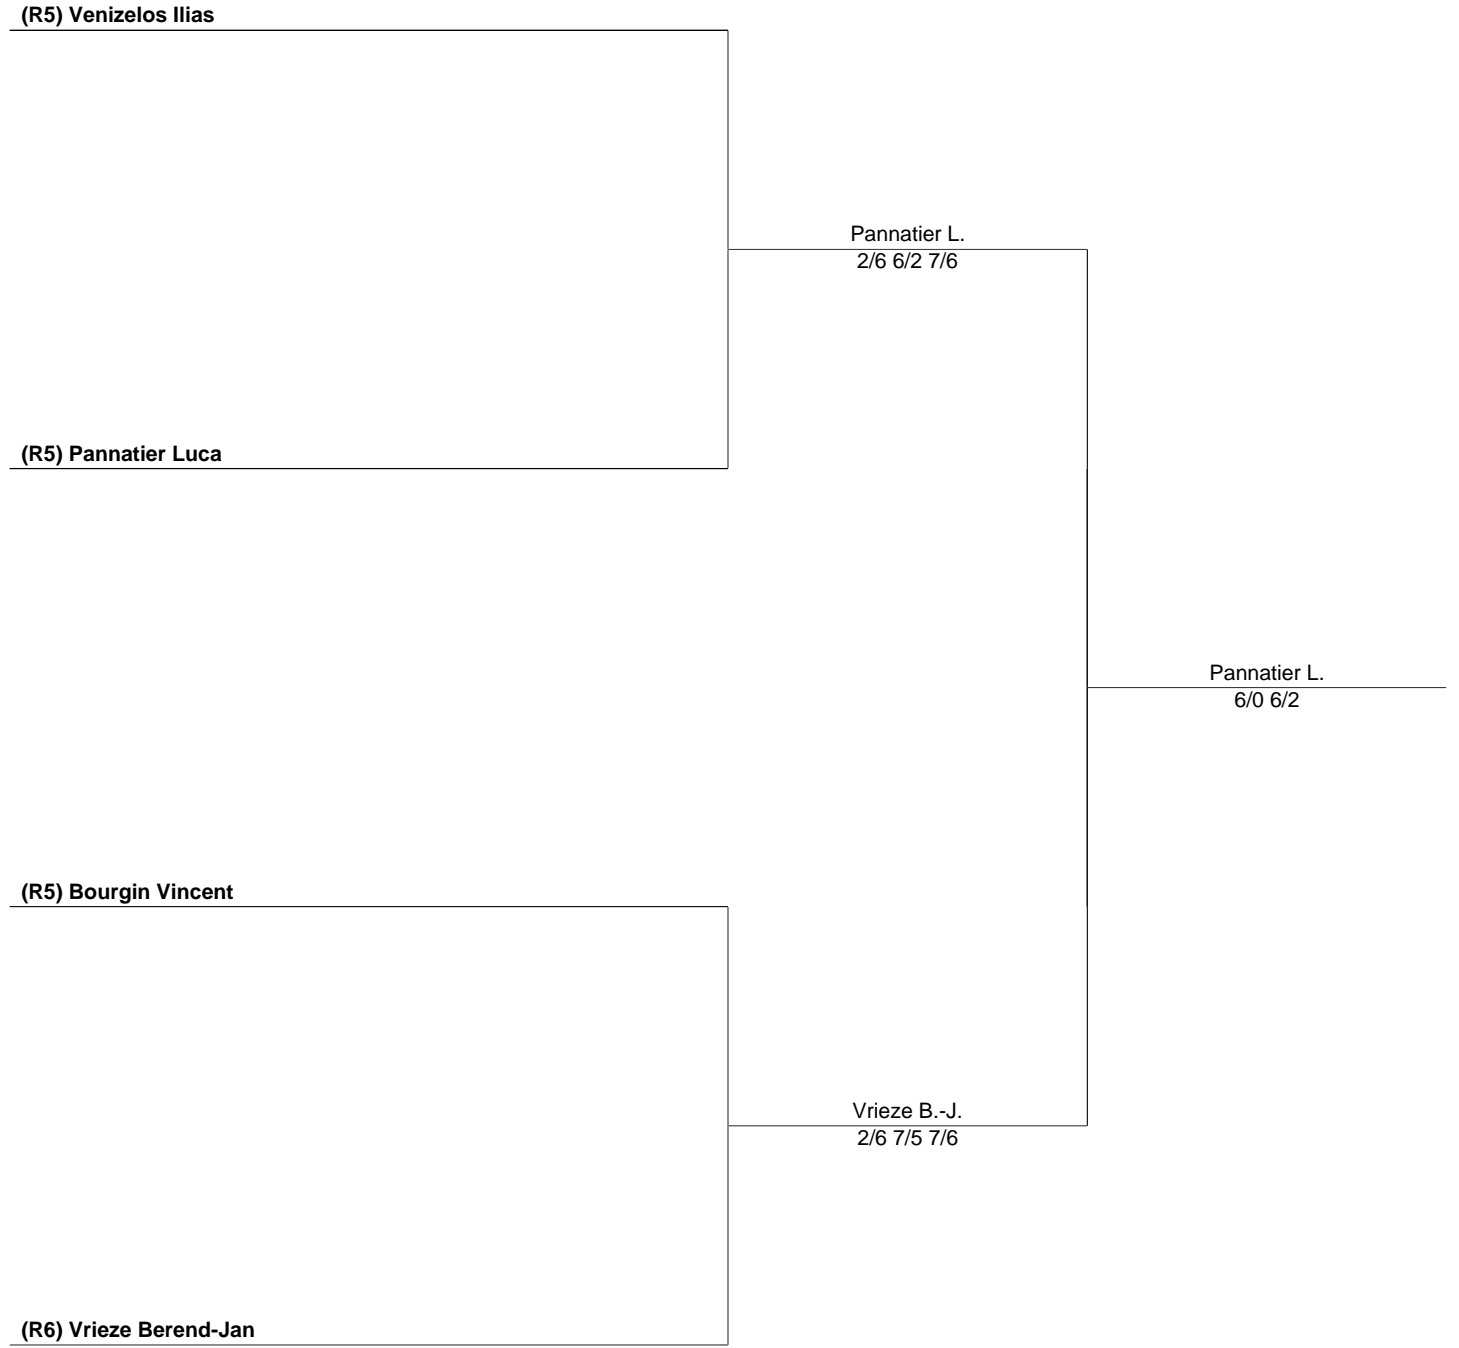 (R5) Venizelos Ilias
Pannatier L.
2/6 6/2 7/6
(R5) Pannatier Luca
Pannatier L.
6/0 6/2
(R5) Bourgin Vincent
Vrieze B.-J.
2/6 7/5 7/6
(R6) Vrieze Berend-Jan